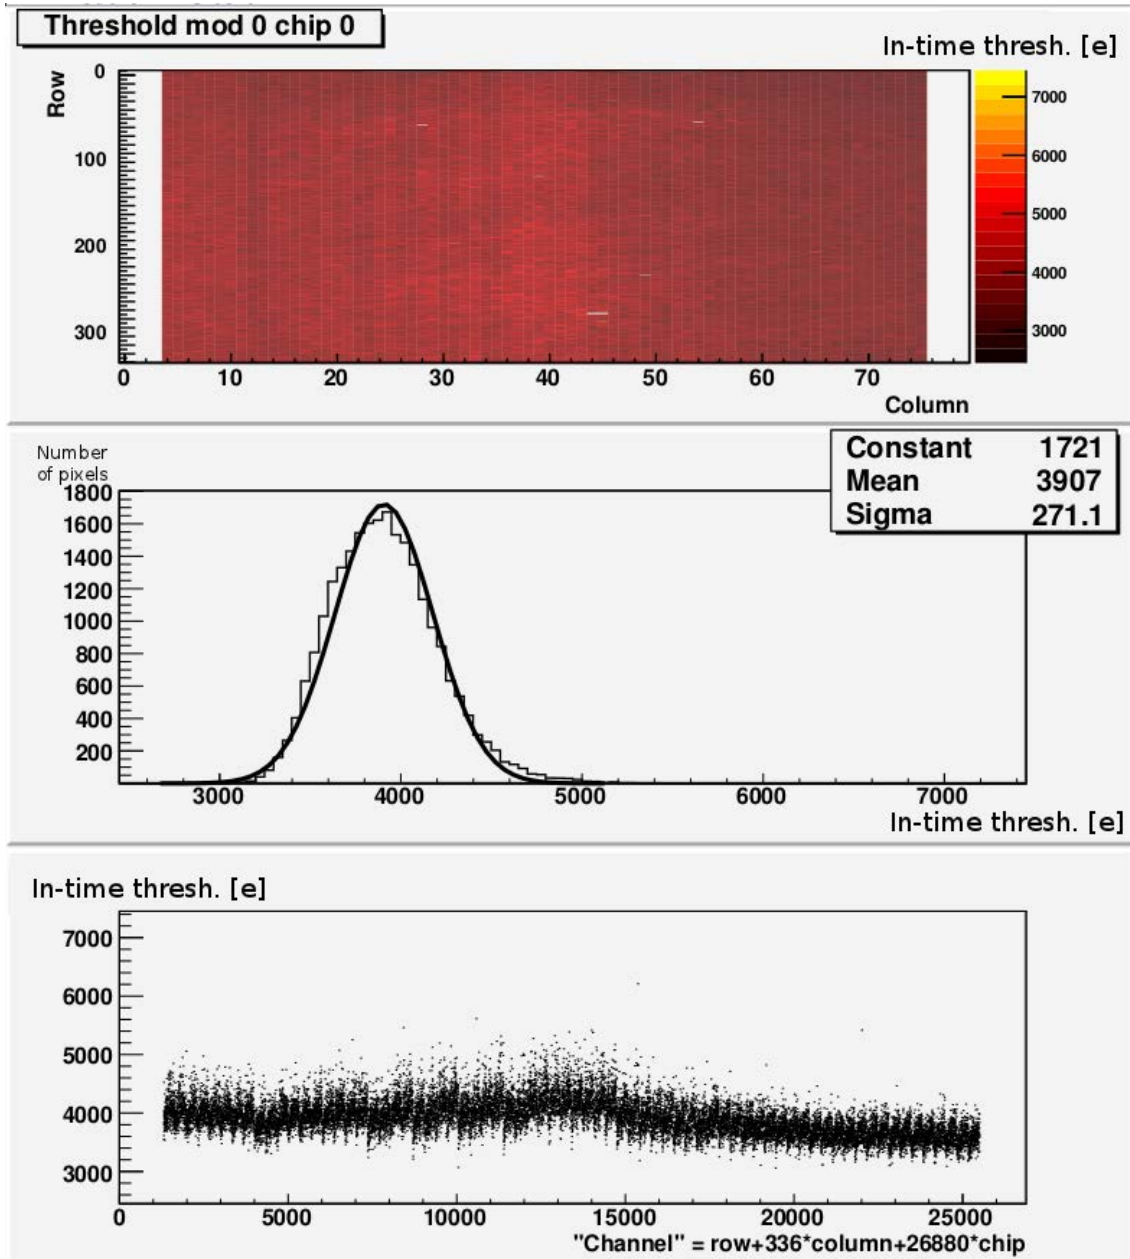 Threshold mod 0 chip 0
In-time thresh. [e]
Row
0
100
200
300
0 10 20 30 40 50 60 70
Column
7000
6000
5000
4000
3000
Number
of pixels
Constant 1721
Mean 3907
Sigma 271.1
1800
1600
1400
1200
1000
800
600
400
200
3000 4000 5000 6000 7000
In-time thresh. [e]
In-time thresh. [e]
7000
6000
5000
4000
3000
0 5000 10000 15000 20000 25000
"Channel" = row+336*column+26880*chip